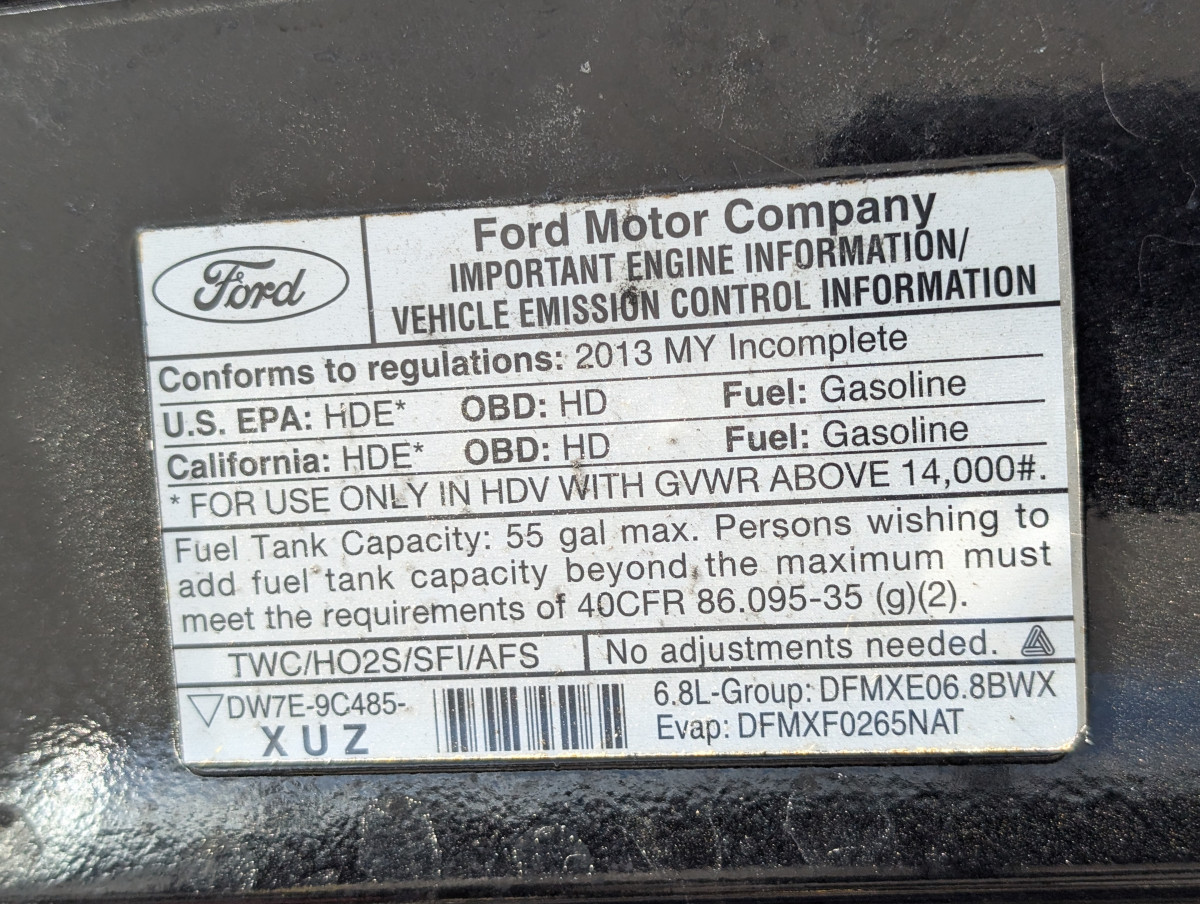 Ford
Ford Motor Company
IMPORTANT ENGINE INFORMATION/
VEHICLE EMISSION CONTROL INFORMATION
Conforms to regulations: 2013 MY Incomplete
U.S. EPA: HDE* OBD: HD Fuel: Gasoline
California: HDE* OBD: HD Fuel: Gasoline
* FOR USE ONLY IN HDV WITH GVWR ABOVE 14,000#.
Fuel Tank Capacity: 55 gal max. Persons wishing to
add fuel tank capacity beyond the maximum must
meet the requirements of 40CFR 86.095-35 (g)(2).
TWC/HO2S/SFI/AFS No adjustments needed.
DW7E-9C485-
XUZ
6.8L-Group: DFMXE06.8BWX
Evap: DFMXF0265NAT